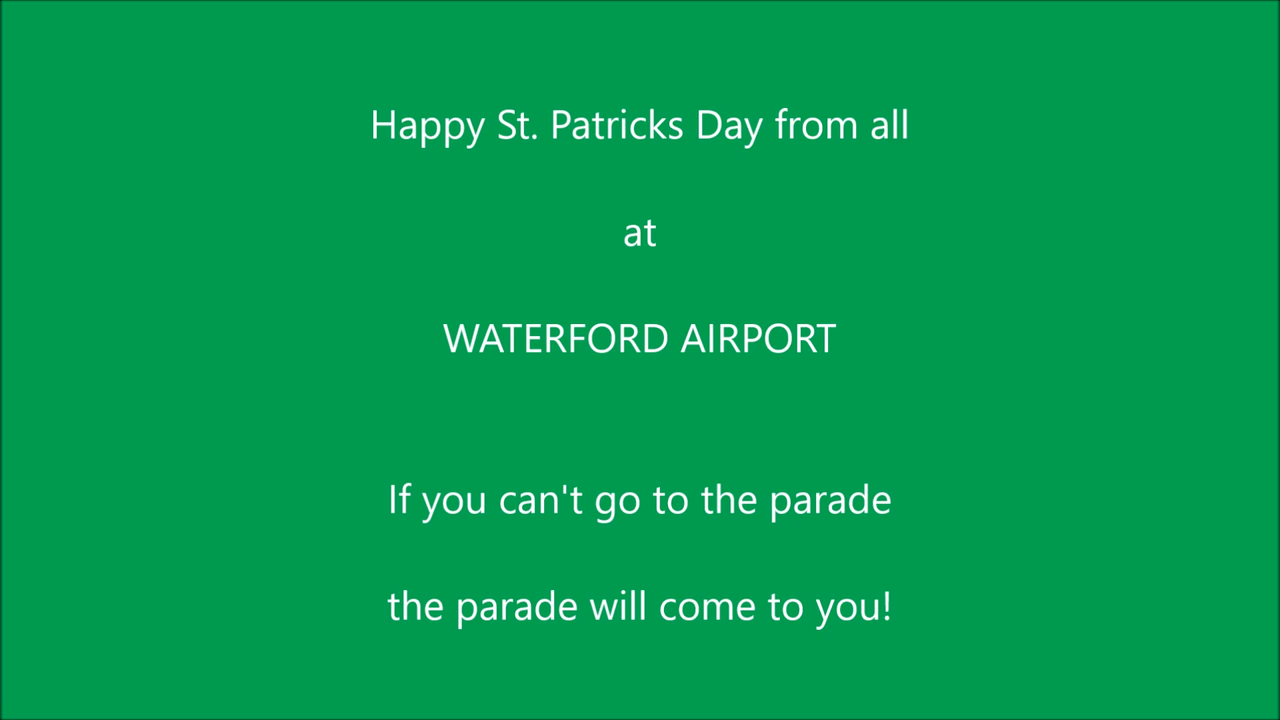 Happy St. Patricks Day from all
at
WATERFORD AIRPORT
If you can't go to the parade
the parade will come to you!